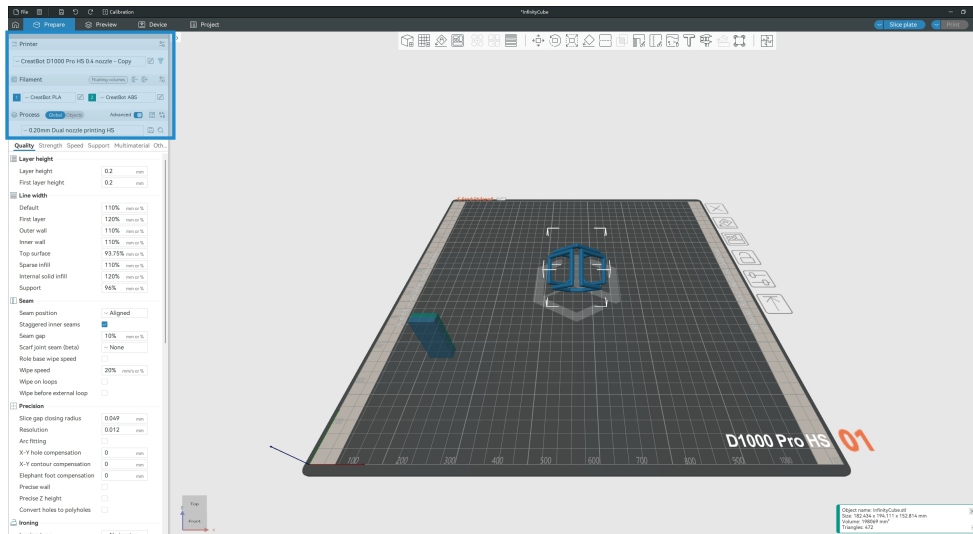 File Calibration *InfinityCube
Prepare Preview Device Project Slice plate Print
Printer
CreatBot D1000 Pro HS 0.4 nozzle - Copy
Filament Flushing volumes
1 CreatBot PLA 2 CreatBot ABS
Process Global Objects Advanced
0.20mm Dual nozzle printing HS
Quality Strength Speed Support Multimaterial Oth...
Layer height
Layer height 0.2 mm
First layer height 0.2 mm
Line width
Default 110% mm or %
First layer 120% mm or %
Outer wall 110% mm or %
Inner wall 110% mm or %
Top surface 93.75% mm or %
Sparse infill 110% mm or %
Internal solid infill 120% mm or %
Support 96% mm or %
Seam
Seam position Aligned
Staggered inner seams
Seam gap 10% mm or %
Scarf joint seam (beta) None
Role base wipe speed
Wipe speed 20% mm/s or %
Wipe on loops
Wipe before external loop
Precision
Slice gap closing radius 0.049 mm
Resolution 0.012 mm
Arc fitting
X-Y hole compensation 0 mm
X-Y contour compensation 0 mm
Elephant foot compensation 0 mm
Precise wall
Precise Z height
Convert holes to polyholes
Ironing
D1000 Pro HS 01
100 200 300 400 500 600 700 800 900
Top
Front
Object name: InfinityCube.stl
Size: 182.434 x 194.111 x 152.814 mm
Volume: 198069 mm³
Triangles: 472